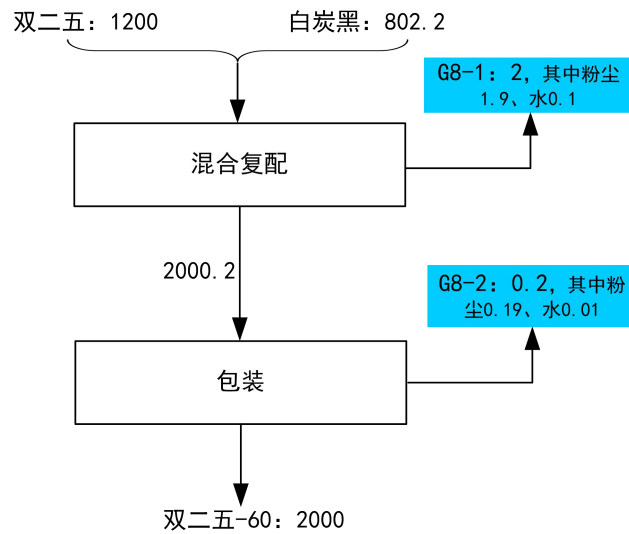 双二五：1200
白炭黑：802.2
G8-1：2，其中粉尘
1.9、水0.1
混合复配
2000.2
G8-2：0.2，其中粉
尘0.19、水0.01
包装
双二五-60：2000